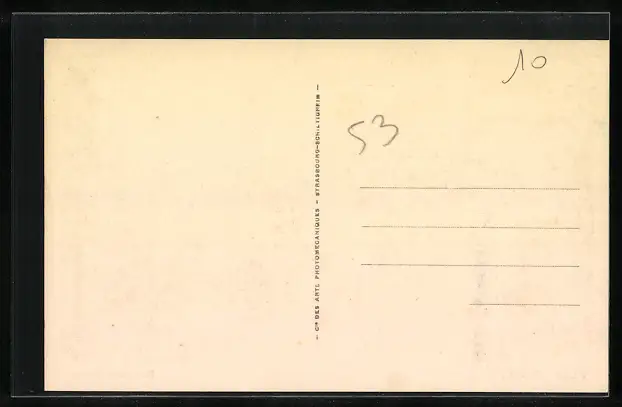 10
53
— Cie DES ARTS PHOTOMECANIQUES — STRASBOURG-SCHILTIGHEIM —